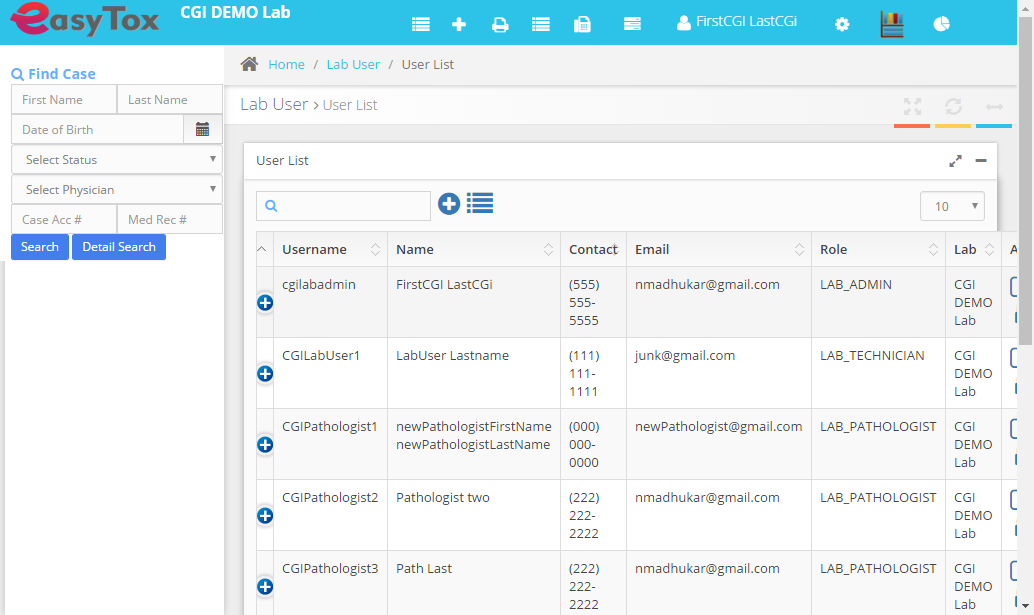 easyTox
CGI DEMO Lab
FirstCGI LastCGi
Find Case
First Name
Last Name
Date of Birth
Select Status
Select Physician
Case Acc #
Med Rec #
Search
Detail Search
Home / Lab User / User List
Lab User > User List
User List
10
Username Name Contact Email Role Lab A
cgilabadmin FirstCGI LastCGi (555) nmadhukar@gmail.com LAB_ADMIN CGI
555- DEMO
5555 Lab
CGILabUser1 LabUser Lastname (111) junk@gmail.com LAB_TECHNICIAN CGI
111- DEMO
1111 Lab
CGIPathologist1 newPathologistFirstName (000) newPathologist@gmail.com LAB_PATHOLOGIST CGI
newPathologistLastName 000- DEMO
0000 Lab
CGIPathologist2 Pathologist two (222) nmadhukar@gmail.com LAB_PATHOLOGIST CGI
222- DEMO
2222 Lab
CGIPathologist3 Path Last (222) nmadhukar@gmail.com LAB_PATHOLOGIST CGI
222- DEMO
2222 Lab